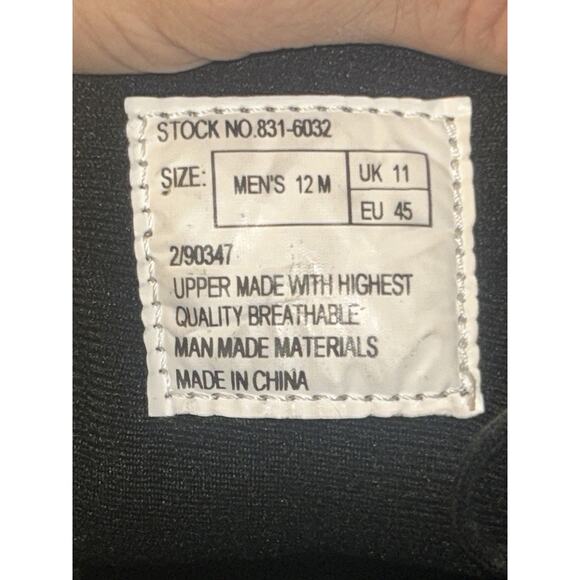 STOCK NO.831-6032
SIZE: MEN'S 12 M UK 11
EU 45
2/90347
UPPER MADE WITH HIGHEST
QUALITY BREATHABLE
MAN MADE MATERIALS
MADE IN CHINA